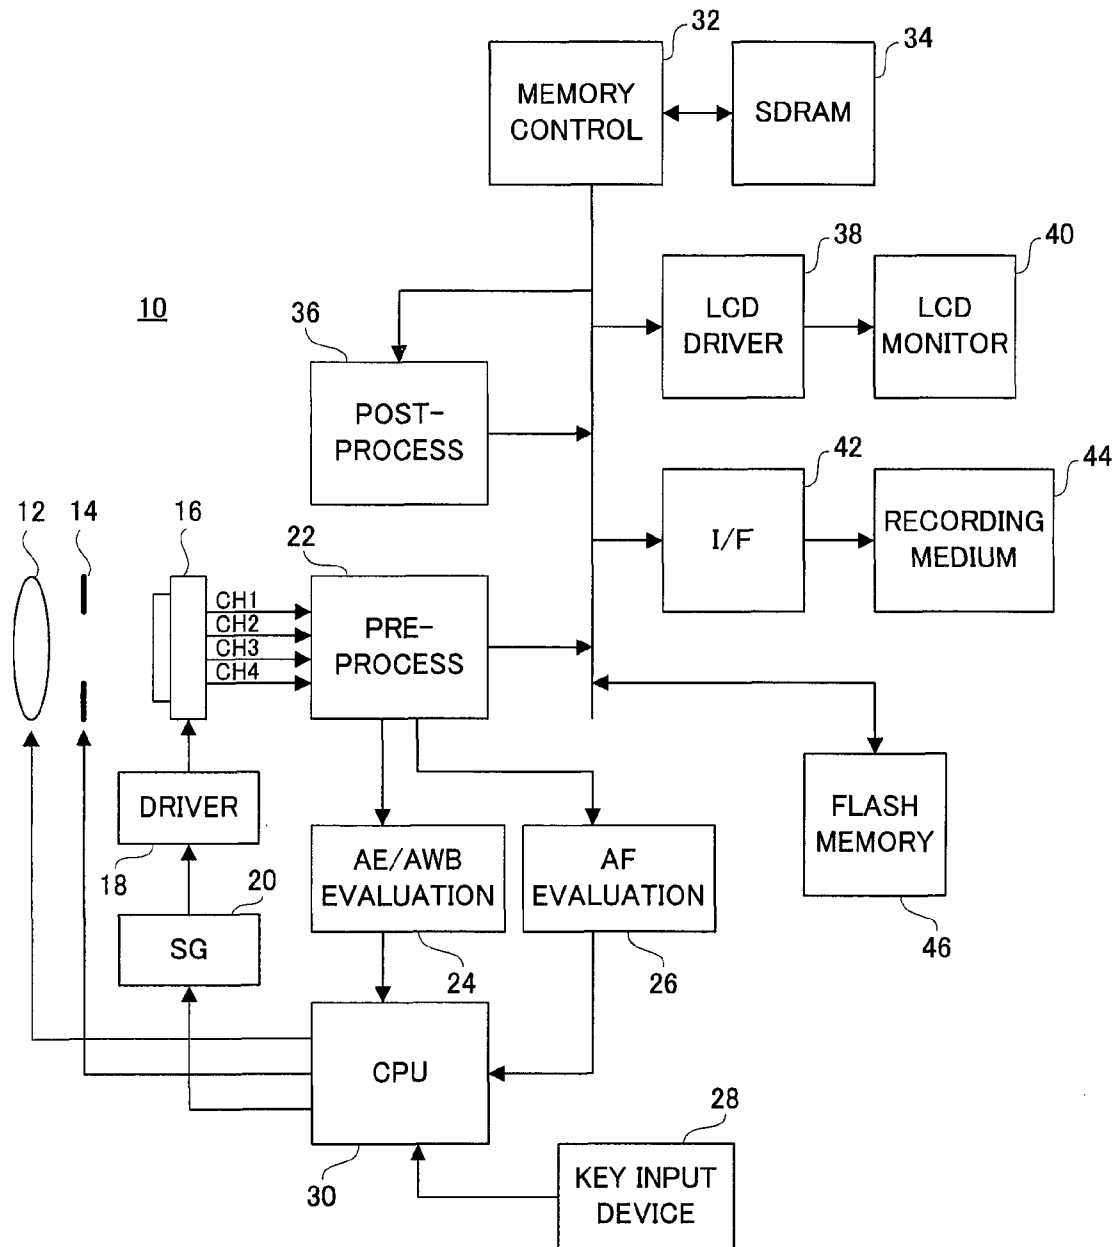 32
34
MEMORY
CONTROL
SDRAM
38
40
10
36
LCD
DRIVER
LCD
MONITOR
POST-
PROCESS
42
44
12
14
16
22
I/F
RECORDING
MEDIUM
CH1
CH2
CH3
CH4
PRE-
PROCESS
DRIVER
18
20
AE/AWB
EVALUATION
AF
EVALUATION
FLASH
MEMORY
SG
24
26
46
CPU
28
30
KEY INPUT
DEVICE